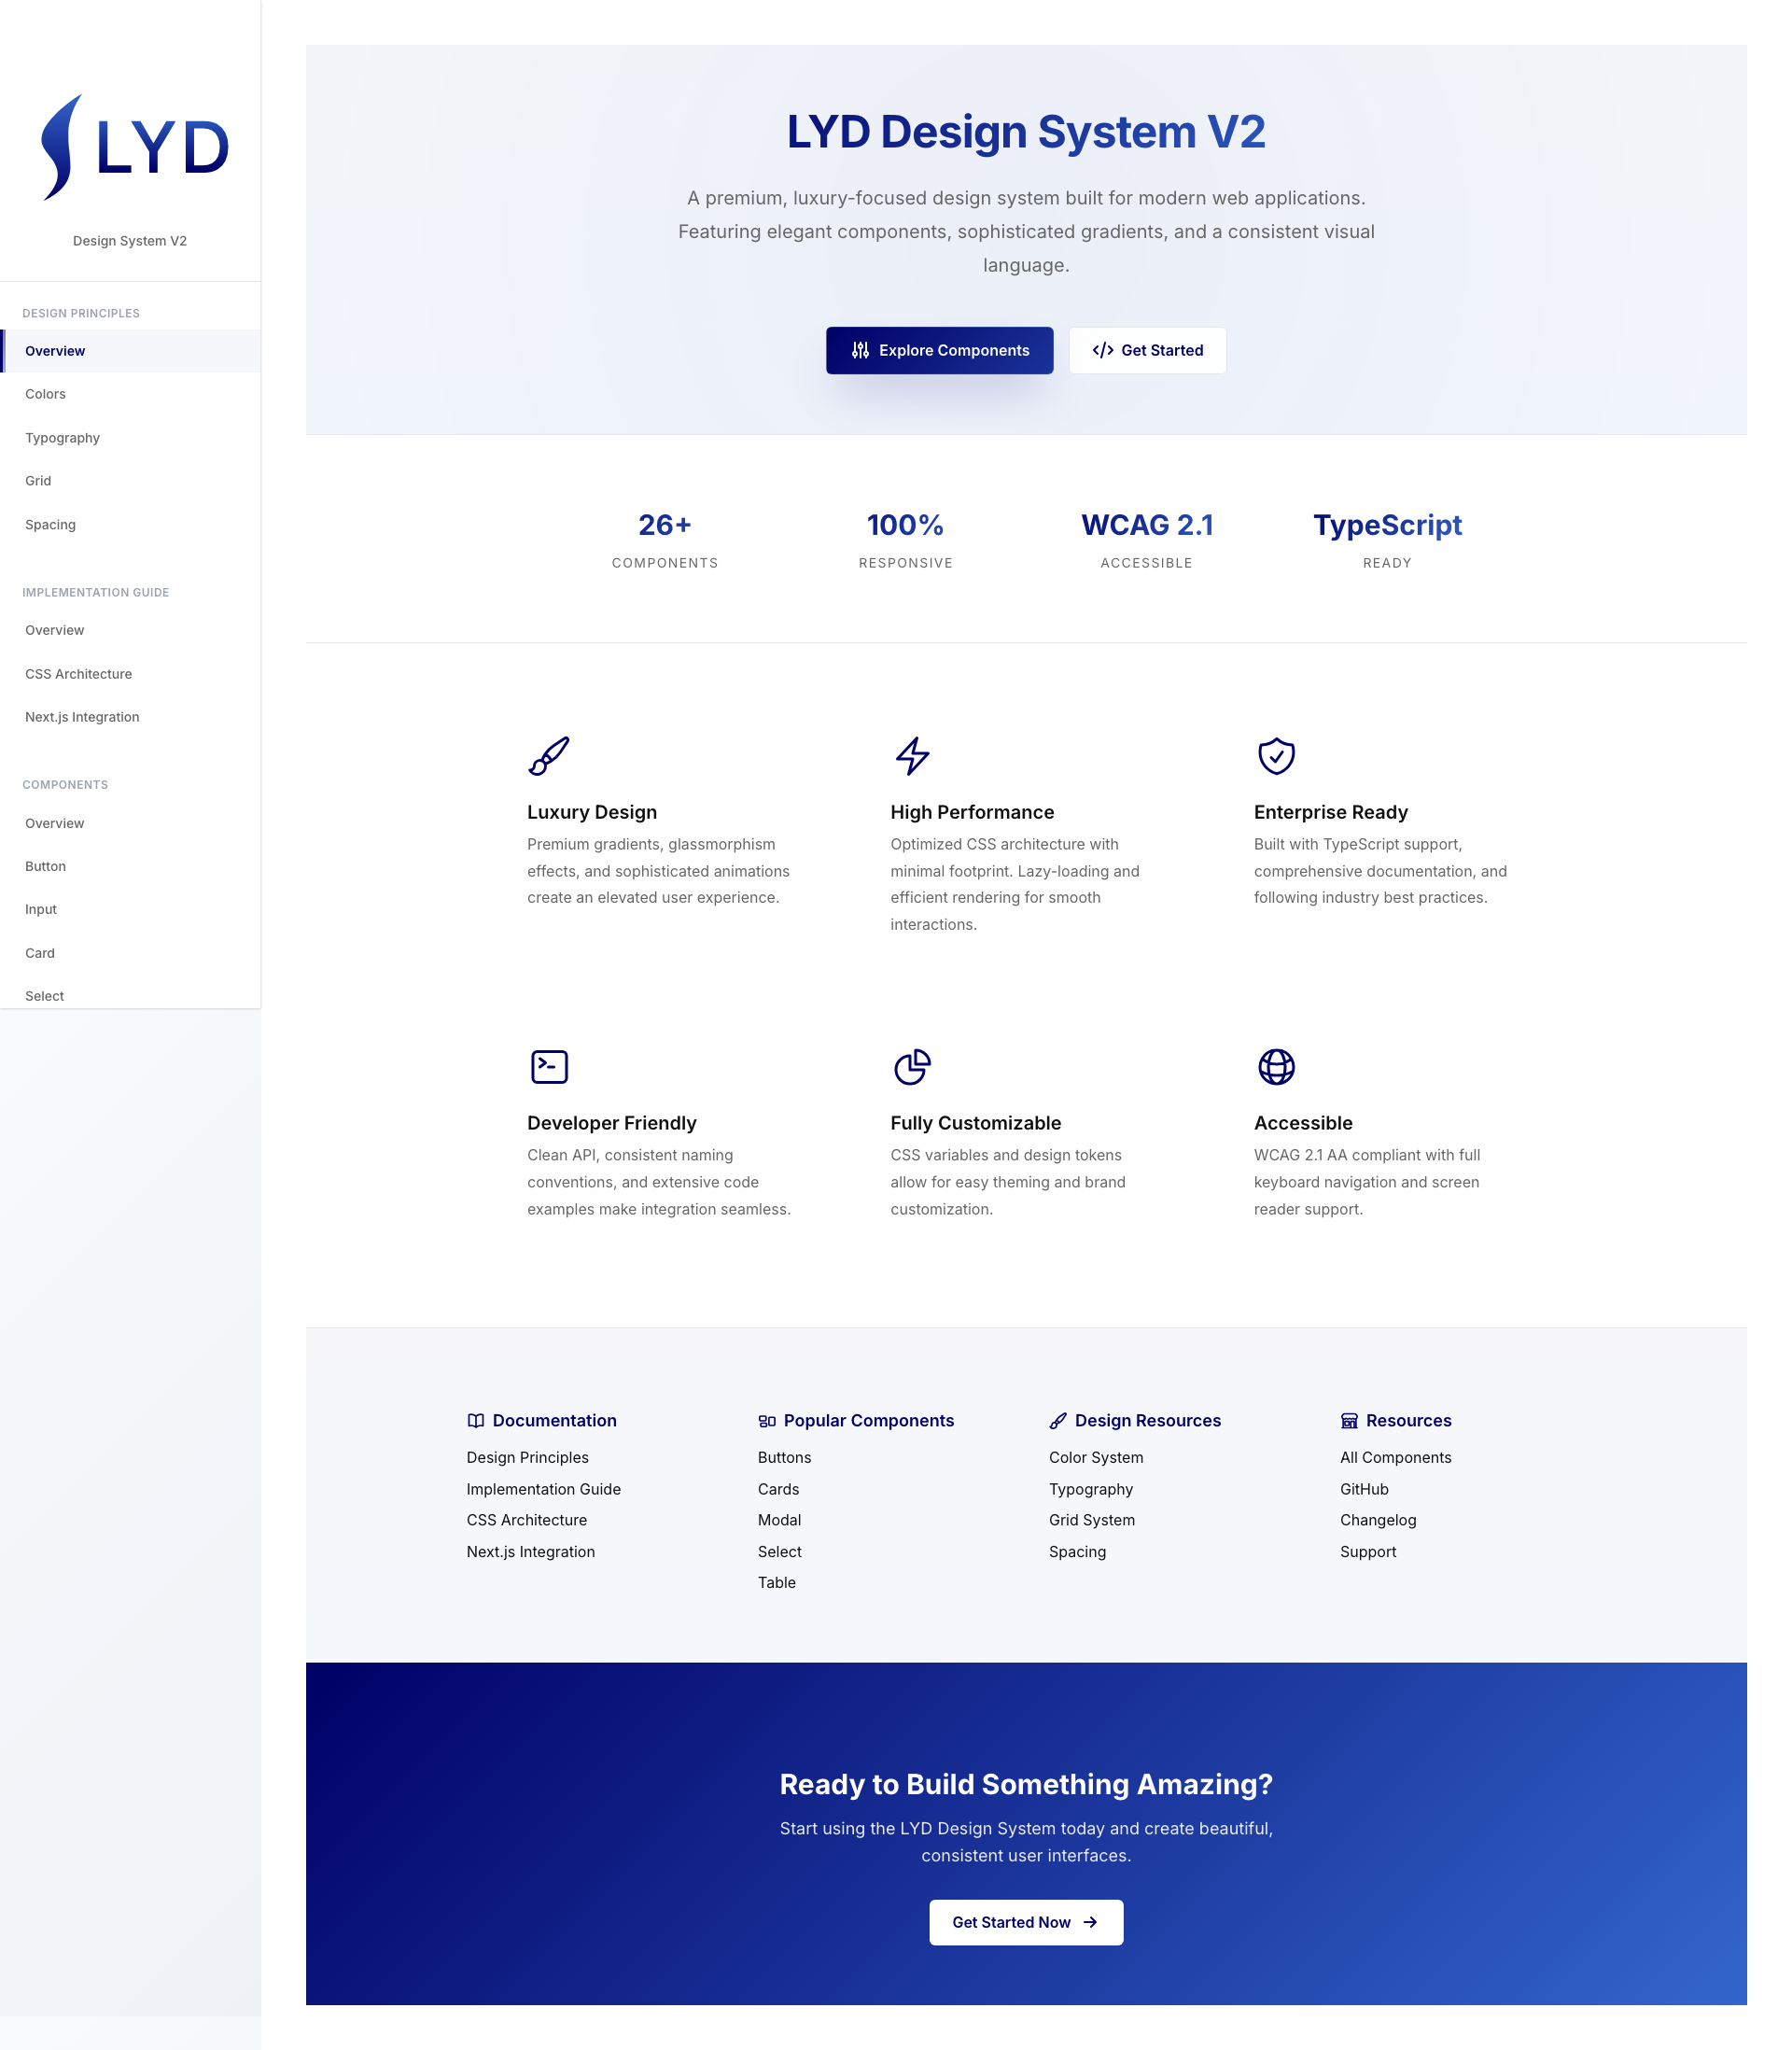 LYD
Design System V2
DESIGN PRINCIPLES
Overview
Colors
Typography
Grid
Spacing
IMPLEMENTATION GUIDE
Overview
CSS Architecture
Next.js Integration
COMPONENTS
Overview
Button
Input
Card
Select
LYD Design System V2
A premium, luxury-focused design system built for modern web applications.
Featuring elegant components, sophisticated gradients, and a consistent visual
language.
Explore Components
Get Started
26+
COMPONENTS
100%
RESPONSIVE
WCAG 2.1
ACCESSIBLE
TypeScript
READY
Luxury Design
Premium gradients, glassmorphism
effects, and sophisticated animations
create an elevated user experience.
High Performance
Optimized CSS architecture with
minimal footprint. Lazy-loading and
efficient rendering for smooth
interactions.
Enterprise Ready
Built with TypeScript support,
comprehensive documentation, and
following industry best practices.
Developer Friendly
Clean API, consistent naming
conventions, and extensive code
examples make integration seamless.
Fully Customizable
CSS variables and design tokens
allow for easy theming and brand
customization.
Accessible
WCAG 2.1 AA compliant with full
keyboard navigation and screen
reader support.
Documentation
Design Principles
Implementation Guide
CSS Architecture
Next.js Integration
Popular Components
Buttons
Cards
Modal
Select
Table
Design Resources
Color System
Typography
Grid System
Spacing
Resources
All Components
GitHub
Changelog
Support
Ready to Build Something Amazing?
Start using the LYD Design System today and create beautiful,
consistent user interfaces.
Get Started Now